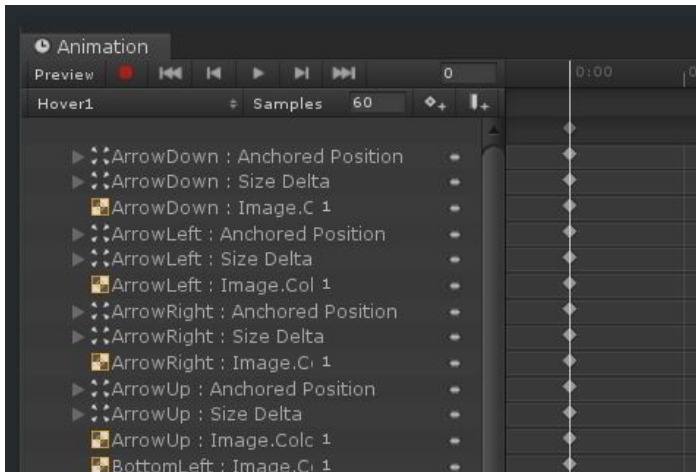 Animation
Preview 0 0:00
Hover1 Samples 60
ArrowDown : Anchored Position
ArrowDown : Size Delta
ArrowDown : Image.C 1
ArrowLeft : Anchored Position
ArrowLeft : Size Delta
ArrowLeft : Image.Col 1
ArrowRight : Anchored Position
ArrowRight : Size Delta
ArrowRight : Image.C 1
ArrowUp : Anchored Position
ArrowUp : Size Delta
ArrowUp : Image.Colc 1
BottomLeft : Image.C 1